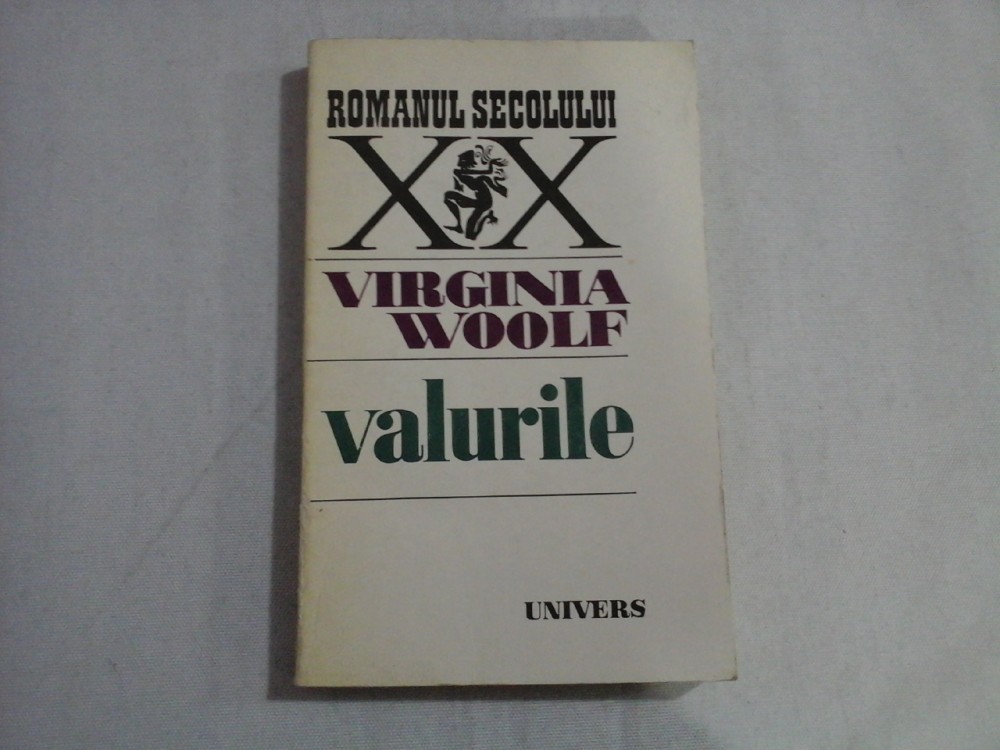 ROMANUL SECOLULUI
XX
VIRGINIA
WOOLF
valurile
UNIVERS